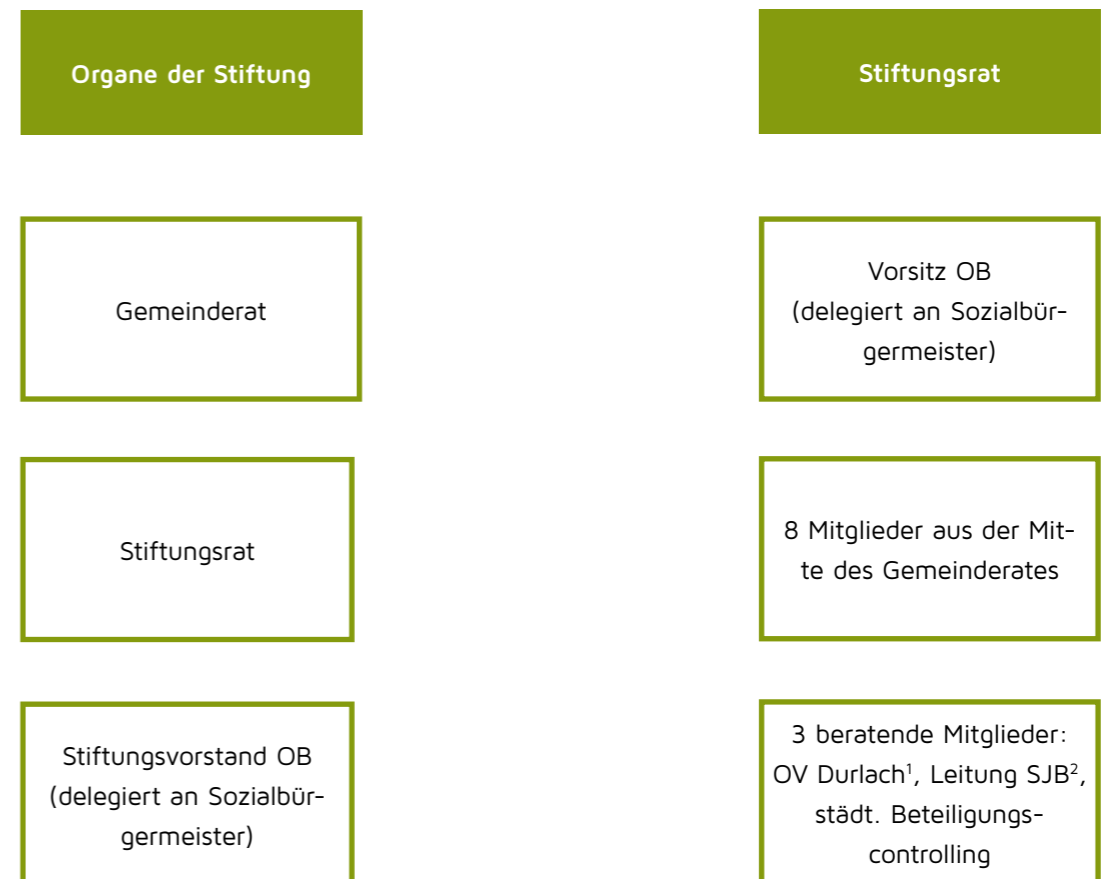 Organe der Stiftung
Gemeinderat
Stiftungsrat
Stiftungsvorstand OB
(delegiert an Sozialbür-
germeister)
Stiftungsrat
Vorsitz OB
(delegiert an Sozialbür-
germeister)
8 Mitglieder aus der Mit-
te des Gemeinderates
3 beratende Mitglieder:
OV Durlach¹, Leitung SJB²,
städt. Beteiligungs-
controlling